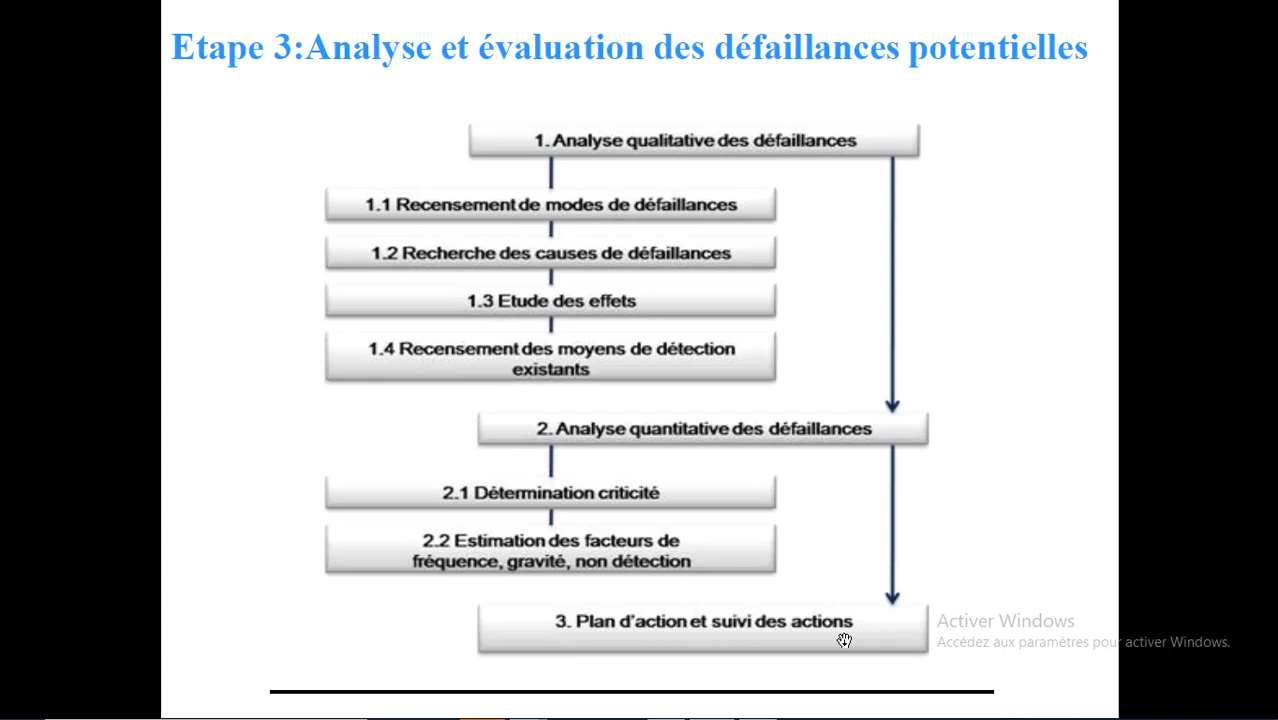 Etape 3:Analyse et évaluation des défaillances potentielles
1. Analyse qualitative des défaillances
1.1 Recensement de modes de défaillances
1.2 Recherche des causes de défaillances
1.3 Etude des effets
1.4 Recensement des moyens de détection
existants
2. Analyse quantitative des défaillances
2.1 Détermination criticité
2.2 Estimation des facteurs de
fréquence, gravité, non détection
3. Plan d'action et suivi des actions
Activer Windows
Accédez aux paramètres pour activer Windows.